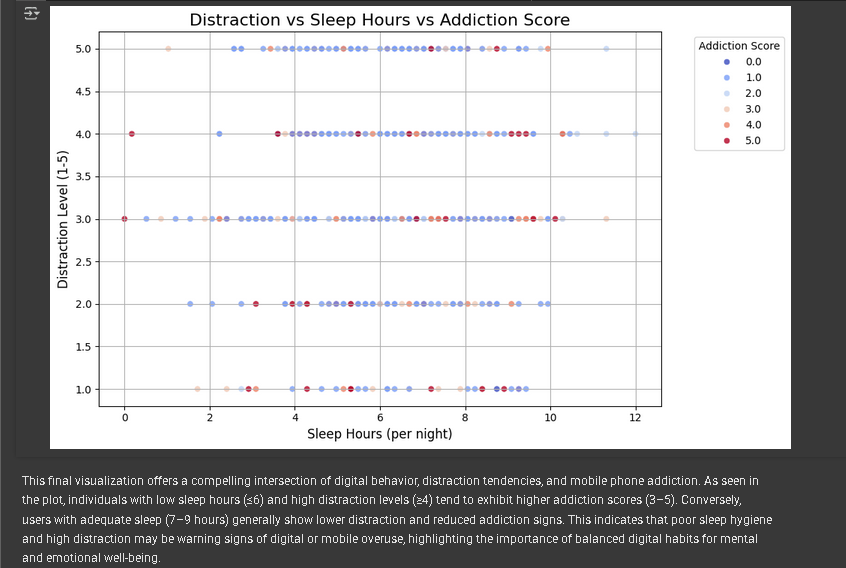 Distraction vs Sleep Hours vs Addiction Score
Addiction Score
0.0
1.0
2.0
3.0
4.0
5.0
Distraction Level (1-5)
5.0
4.5
4.0
3.5
3.0
2.5
2.0
1.5
1.0
0 2 4 6 8 10 12
Sleep Hours (per night)
This final visualization offers a compelling intersection of digital behavior, distraction tendencies, and mobile phone addiction. As seen in
the plot, individuals with low sleep hours (≤6) and high distraction levels (≥4) tend to exhibit higher addiction scores (3–5). Conversely,
users with adequate sleep (7–9 hours) generally show lower distraction and reduced addiction signs. This indicates that poor sleep hygiene
and high distraction may be warning signs of digital or mobile overuse, highlighting the importance of balanced digital habits for mental
and emotional well-being.